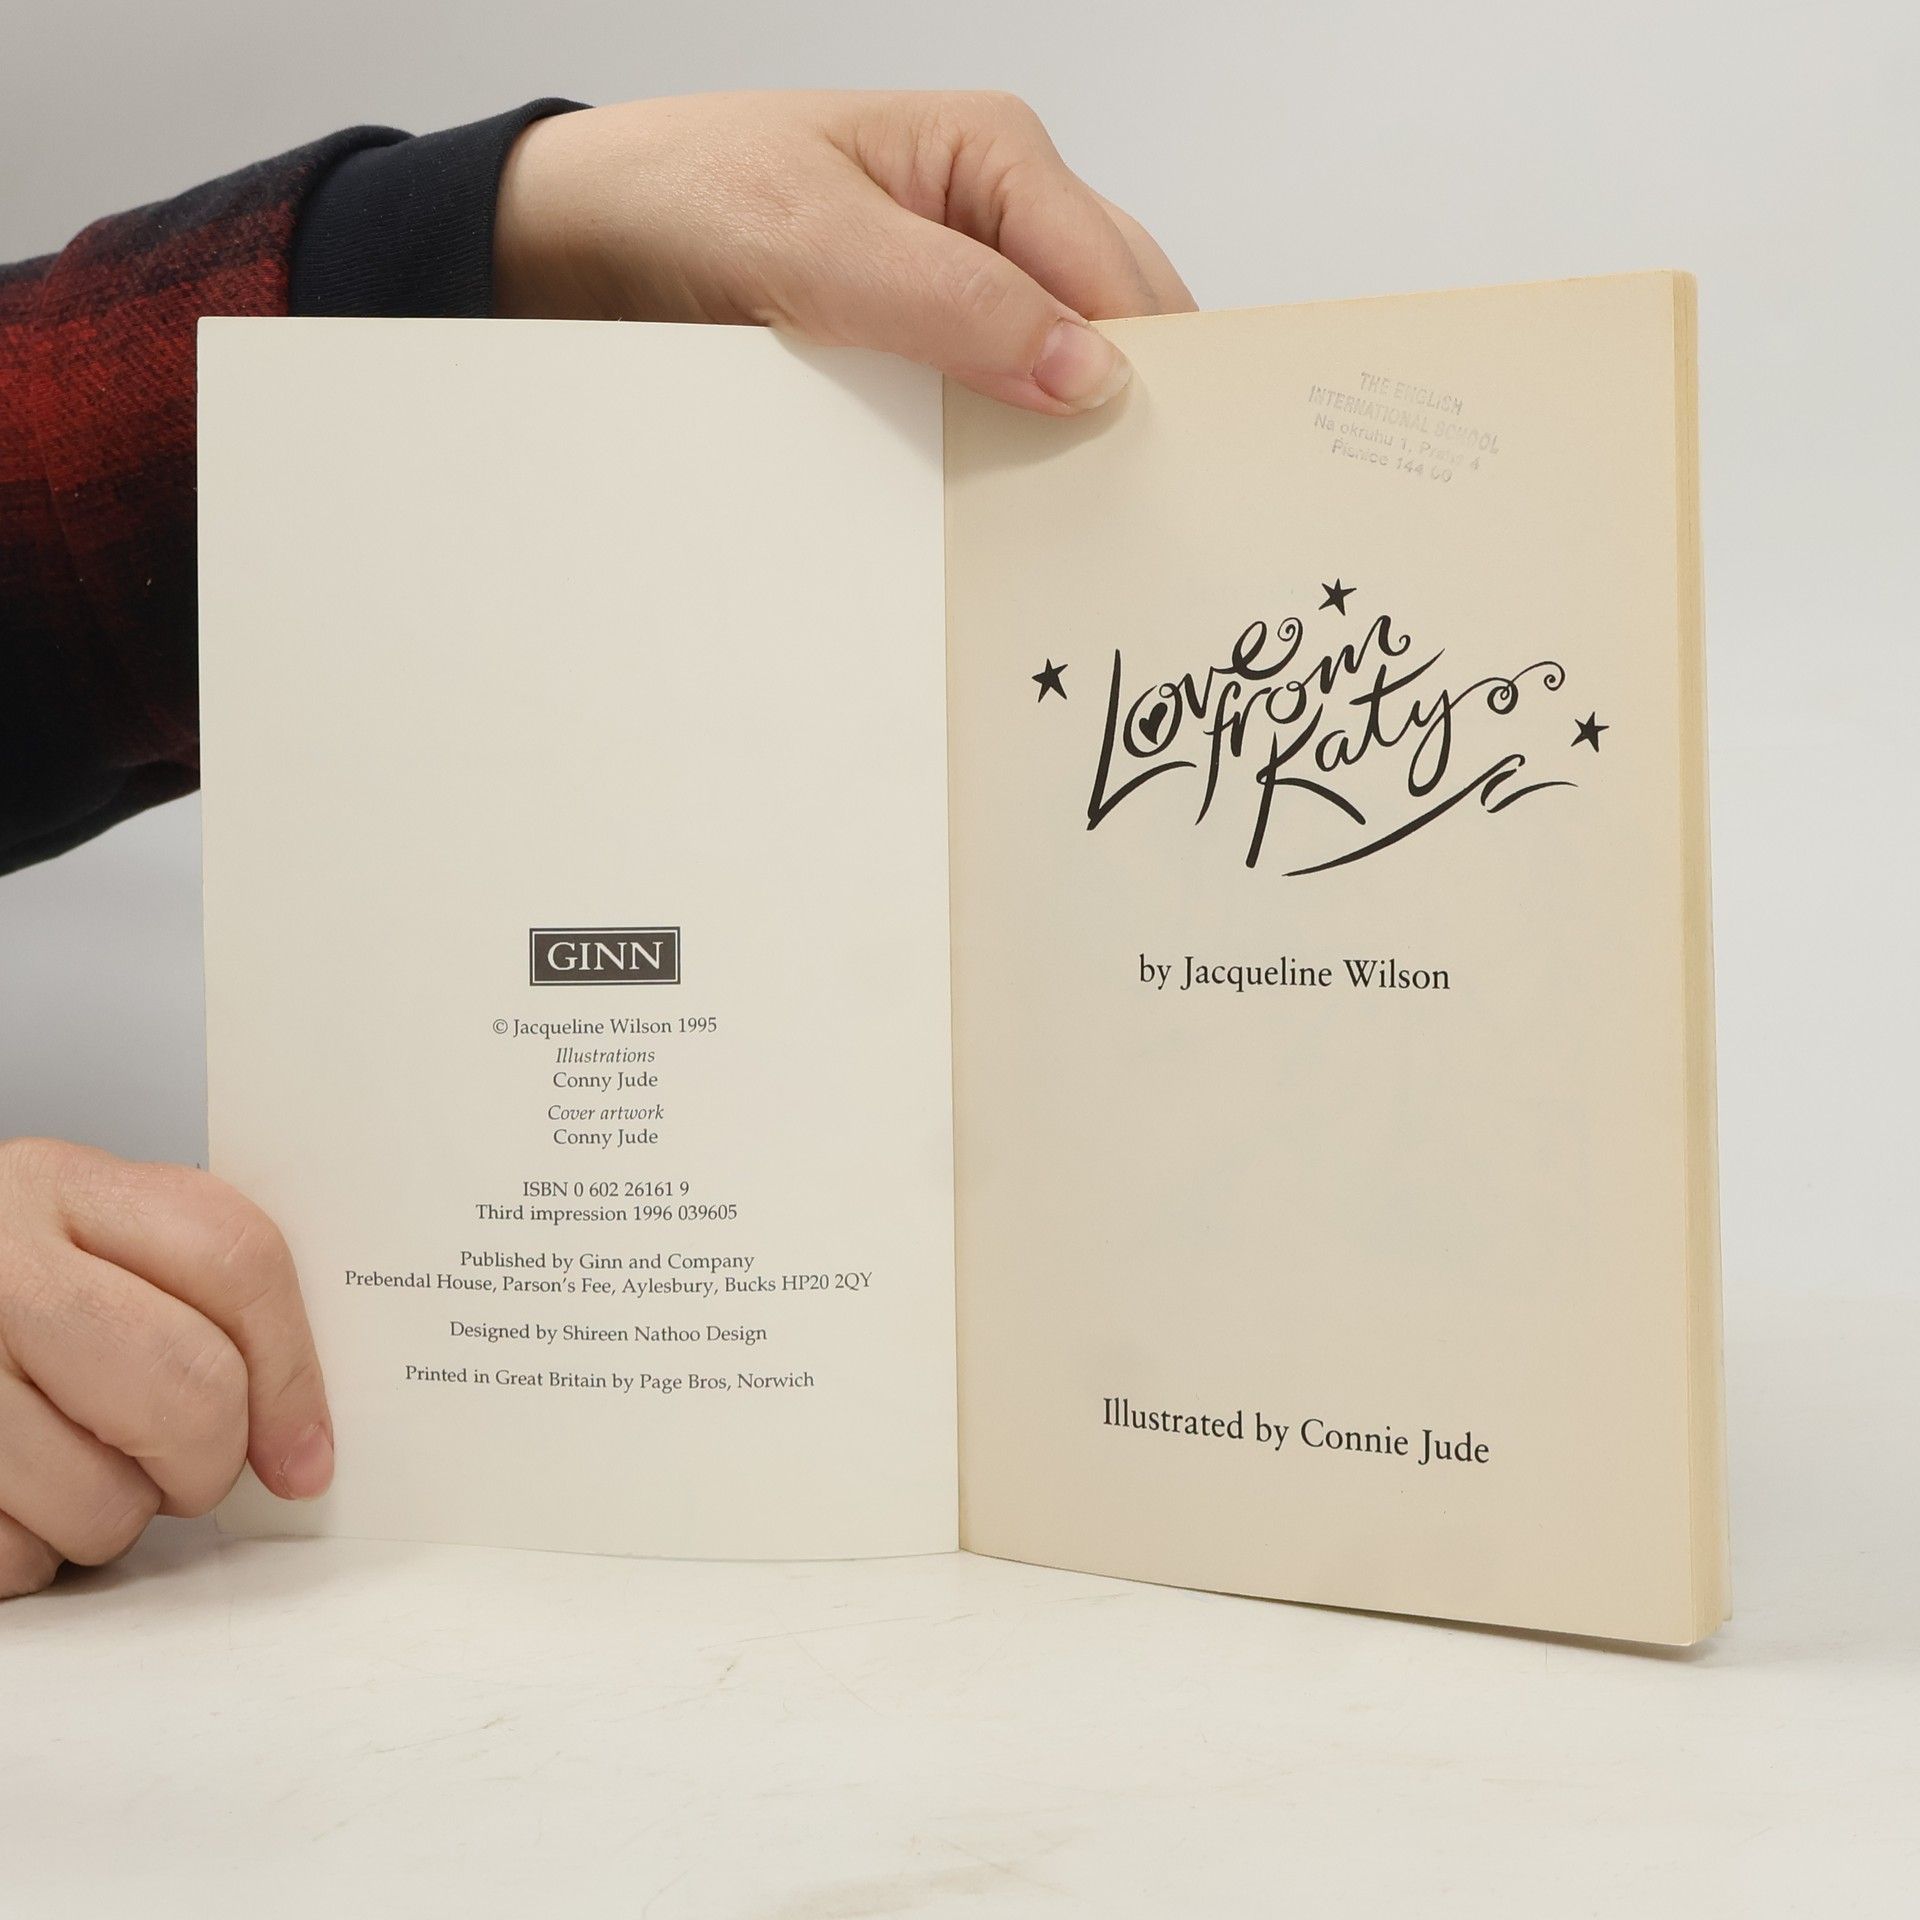 GINN
© Jacqueline Wilson 1995
Illustrations
Conny Jude
Cover artwork
Conny Jude
ISBN 0 602 26161 9
Third impression 1996 039605
Published by Ginn and Company
Prebendal House, Parson's Fee, Aylesbury, Bucks HP20 2QY
Designed by Shireen Nathoo Design
Printed in Great Britain by Page Bros, Norwich
THE ENGLISH
INTERNATIONAL SCHOOL
Na okruhu 1, Praha 4
Písnice 144 00
Love
from
Katy
by Jacqueline Wilson
Illustrated by Connie Jude